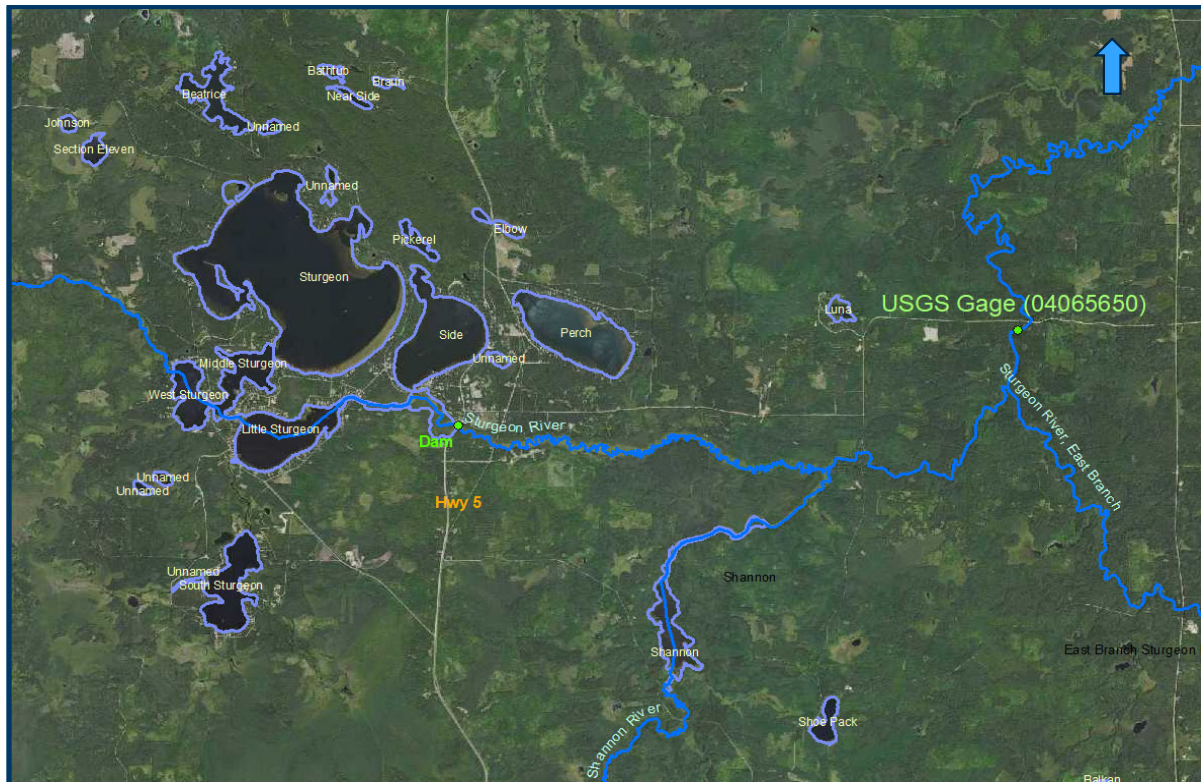 Bathtub
Braun
Beatrice
Near Side
Johnson
Unnamed
Section Eleven
Unnamed
Elbow
Pickerel
Sturgeon
USGS Gage (04065650)
Luna
Side
Perch
Unnamed
Middle Sturgeon
West Sturgeon
Sturgeon River, East Branch
Sturgeon River
Little Sturgeon
Dam
Unnamed
Unnamed
Hwy 5
Unnamed
South Sturgeon
Shannon
Shannon
East Branch Sturgeon
Shannon River
Shoe Pack
Balkan